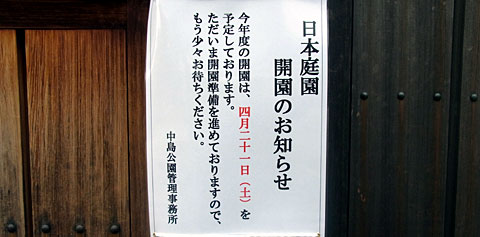 日本庭園
開園のお知らせ
今年度の開園は、四月二十一日(土)を
予定しております。
ただいま開園準備を進めておりますので、
もう少々お待ちください。
中島公園管理事務所